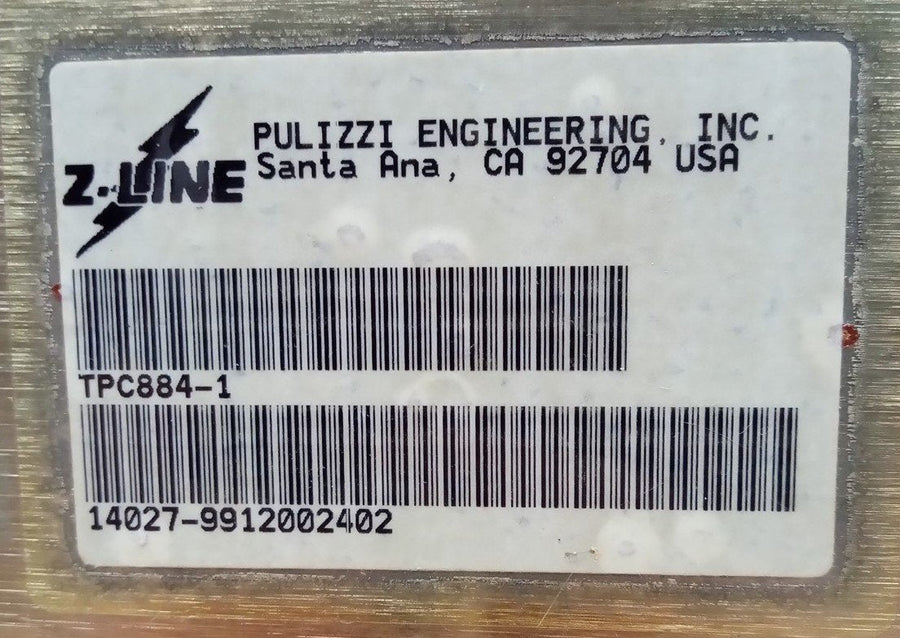 Z-LINE
PULIZZI ENGINEERING, INC.
Santa Ana, CA 92704 USA
TPC884-1
14027-9912002402